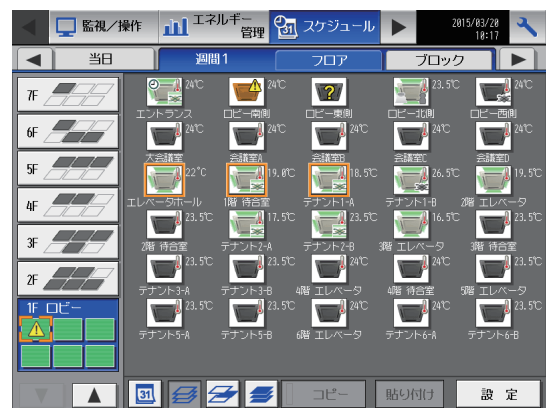 監視／操作
エネルギー管理
31
スケジュール
2015/03/20
10:17
当日
週間1
フロア
ブロック
7F
6F
5F
4F
3F
2F
1F ロビー
24℃ 24℃ ? 23.5℃ 24℃
エントランス ロビー南側 ロビー東側 ロビー北側 ロビー西側
24℃ 24℃ 24℃ 24℃ 24℃
大会議室 会議室A 会議室B 会議室C 会議室D
22℃ 19.0℃ 18.5℃ 26.5℃ 19.5℃
エレベータホール 1階 待合室 テナント1-A テナント1-B 2階 エレベータ
23.5℃ 17.5℃ 23.5℃ 16.5℃ 23.5℃
2階 待合室 テナント2-A テナント2-B 3階 エレベータ 3階 待合室
23.5℃ 23.5℃ 24℃ 24℃ 23.5℃
テナント3-A テナント3-B 4階 エレベータ 4階 待合室 5階 エレベータ
23.5℃ 23.5℃ 24℃ 24℃ 23.5℃
テナント5-A テナント5-B 6階 エレベータ テナント6-A テナント6-B
31
コピー
貼り付け
設 定